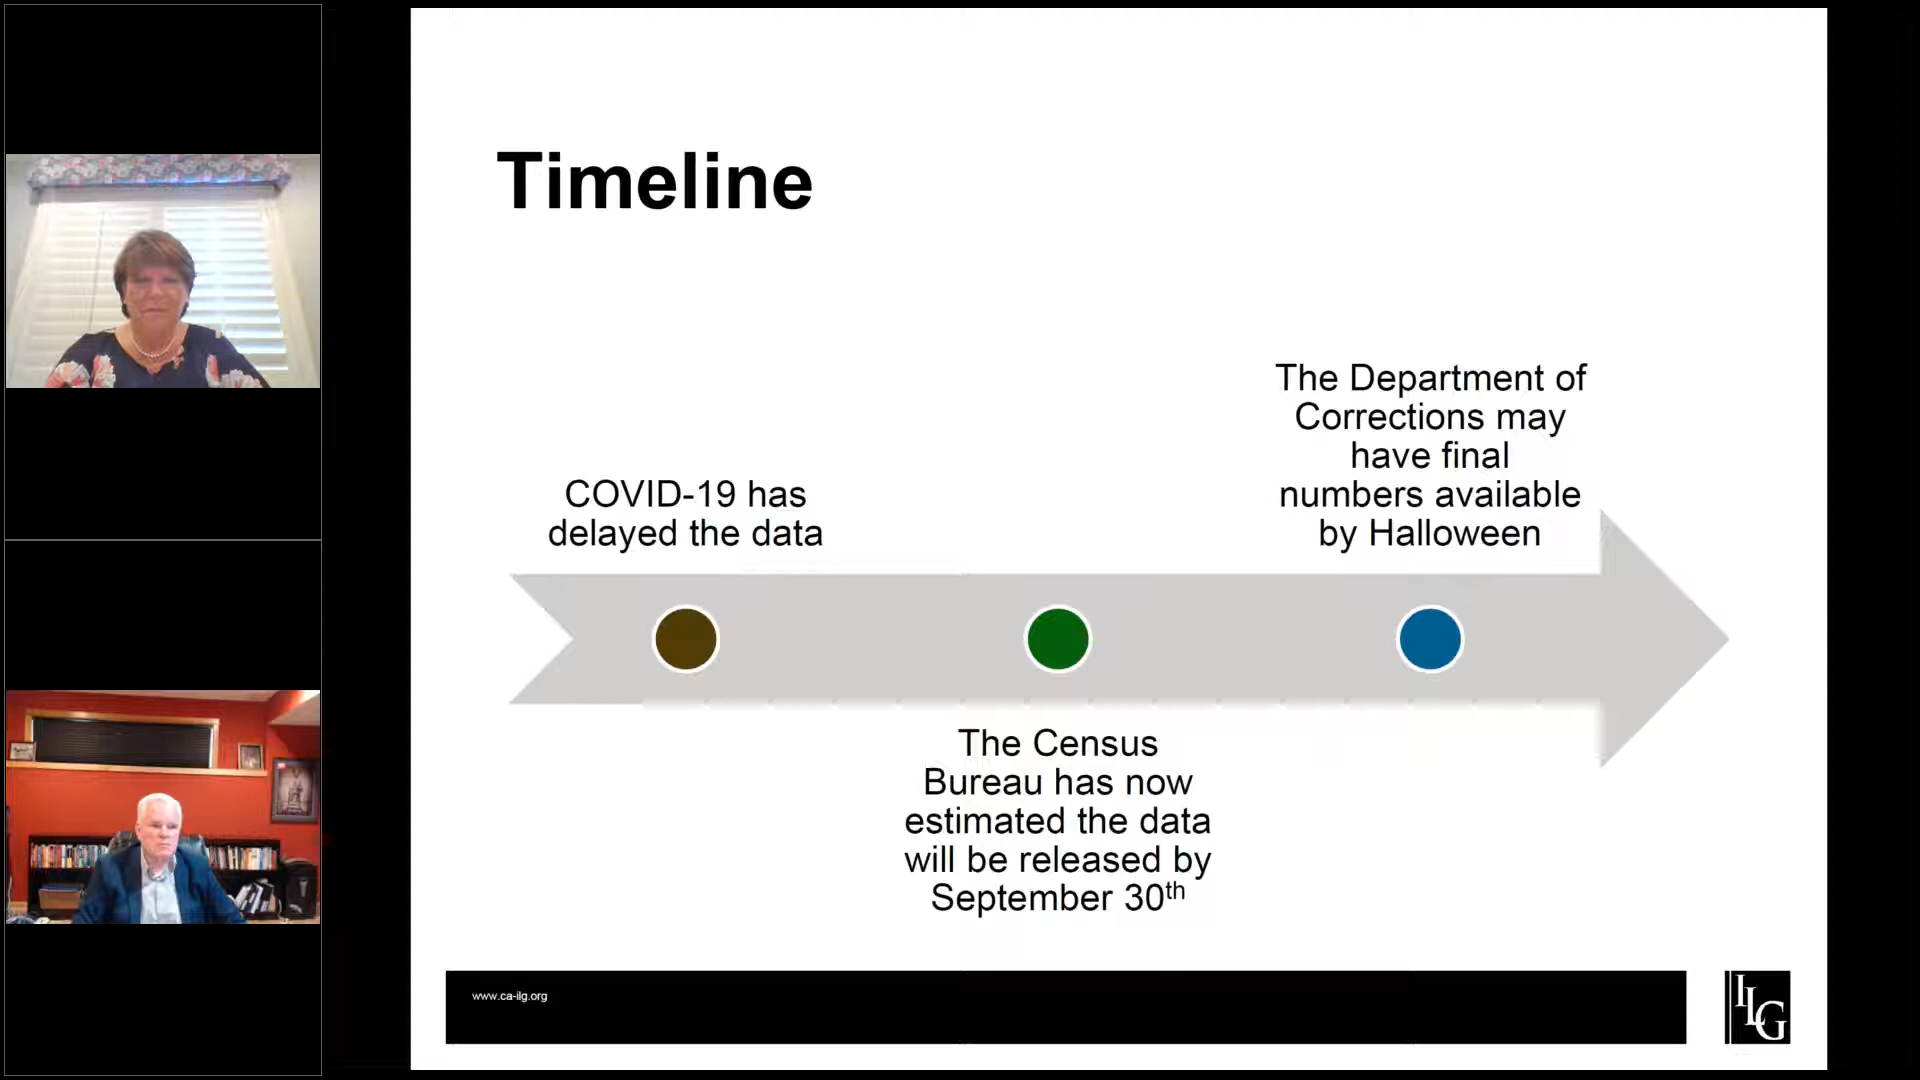 Timeline
COVID-19 has
delayed the data
The Census
Bureau has now
estimated the data
will be released by
September 30th
The Department of
Corrections may
have final
numbers available
by Halloween
www.ca-ilg.org
ILG